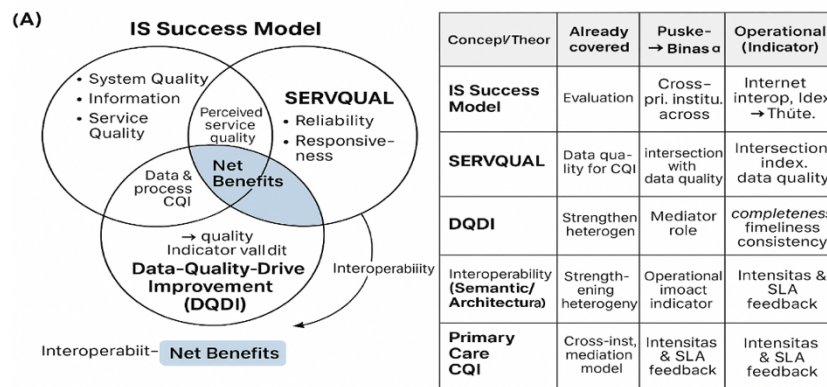 (A)
IS Success Model
• System Quality
• Information
• Service
Quality
Perceived
service
quality
SERVQUAL
• Reliability
• Responsive-
ness
Data &
process
CQI
Net
Benefits
→ quality
Indicator vall dit
Data-Quality-Drive
Improvement
(DQDI)
Interoperability
Interoperabiit– Net Benefits
Concepl/Theor
Already
covered
Puske-
→ Binas α
Operational
(Indicator)
IS Success
Model
Evaluation
Cross-
pri. institu.
across
Internet
interop, Idex
→ Thüte.
SERVQUAL
Data qua-
lity for CQI
intersection
with
data quality
Intersection
index.
data quality
DQDI
Strengthen
heterogen
Mediator
role
completeness
fimeliness
consistency
Interoperability
(Semantic/
Architectura)
Strength-
ening
heterogeny
Operational
imoact
indicator
Intensitas &
SLA
feedback
Primary
Care
CQI
Cross-inst,
mediation
model
Intensitas
& SLA
feedback
Intensitas
& SLA
feedback